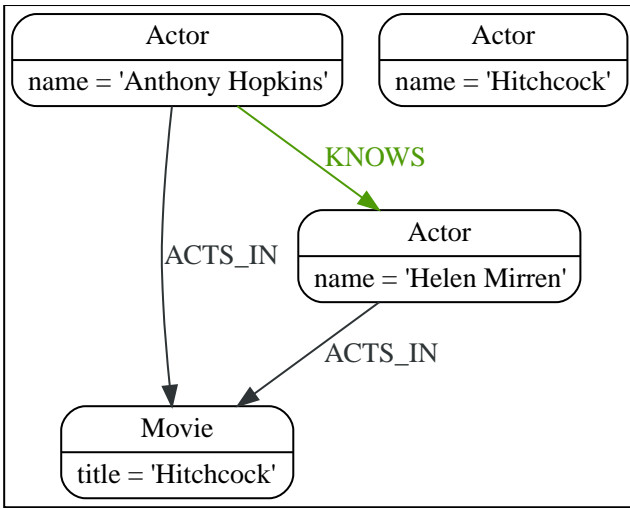 Actor
name = 'Anthony Hopkins'
Actor
name = 'Hitchcock'
KNOWS
Actor
name = 'Helen Mirren'
ACTS_IN
ACTS_IN
Movie
title = 'Hitchcock'